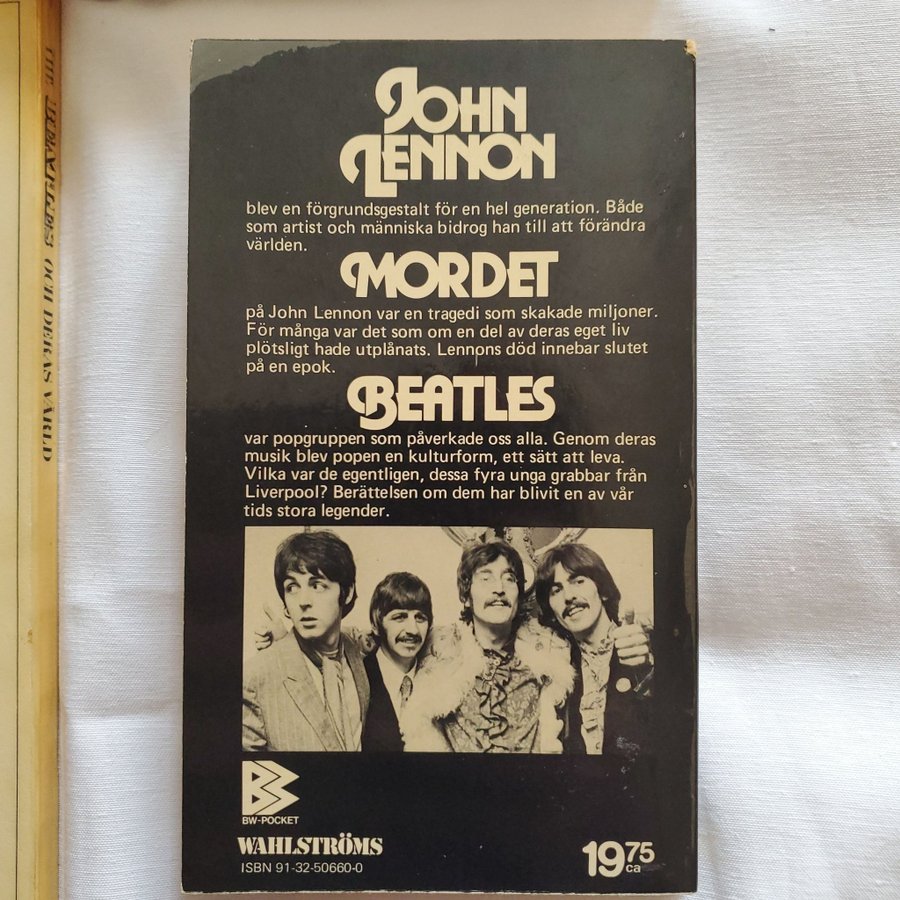 THE BEATLES OCH DERAS VÄRLD
JOHN
LENNON
blev en förgrundsgestalt för en hel generation. Både
som artist och människa bidrog han till att förändra
världen.
MORDET
på John Lennon var en tragedi som skakade miljoner.
För många var det som om en del av deras eget liv
plötsligt hade utplånats. Lennons död innebar slutet
på en epok.
BEATLES
var popgruppen som påverkade oss alla. Genom deras
musik blev popen en kulturform, ett sätt att leva.
Vilka var de egentligen, dessa fyra unga grabbar från
Liverpool? Berättelsen om dem har blivit en av vår
tids stora legender.
BW-POCKET
WAHLSTRÖMS
ISBN 91-32-50660-0
19 75
ca